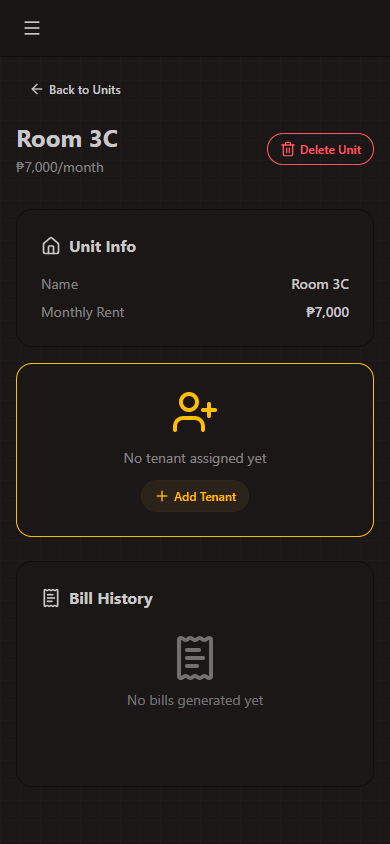 Back to Units
Room 3C
₱7,000/month
Delete Unit
Unit Info
Name Room 3C
Monthly Rent ₱7,000
No tenant assigned yet
Add Tenant
Bill History
No bills generated yet